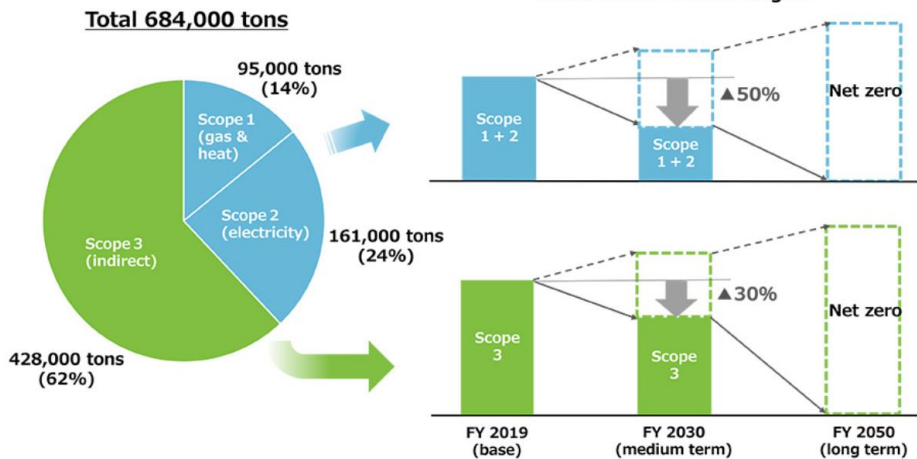 Total 684,000 tons
95,000 tons
(14%)
Scope 1
(gas &
heat)
Scope 2
(electricity)
161,000 tons
(24%)
Scope 3
(indirect)
428,000 tons
(62%)
Scope
1 + 2
▲50%
Scope
1 + 2
Net zero
Scope
3
▲30%
Scope
3
Net zero
FY 2019
(base)
FY 2030
(medium term)
FY 2050
(long term)